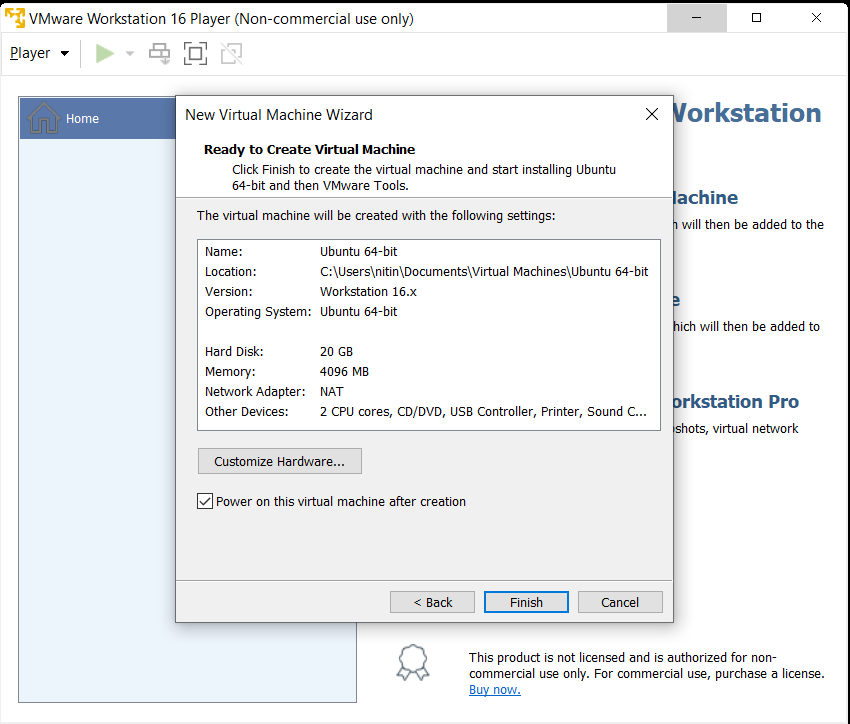 VMware Workstation 16 Player (Non-commercial use only)
Player
Home
Workstation
New Virtual Machine Wizard
Ready to Create Virtual Machine
Click Finish to create the virtual machine and start installing Ubuntu
64-bit and then VMware Tools.
The virtual machine will be created with the following settings:
Name: Ubuntu 64-bit
Location: C:\Users\nitin\Documents\Virtual Machines\Ubuntu 64-bit
Version: Workstation 16.x
Operating System: Ubuntu 64-bit
Hard Disk: 20 GB
Memory: 4096 MB
Network Adapter: NAT
Other Devices: 2 CPU cores, CD/DVD, USB Controller, Printer, Sound C...
Customize Hardware...
Power on this virtual machine after creation
< Back
Finish
Cancel
achine
will then be added to the
e
hich will then be added to
orkstation Pro
shots, virtual network
This product is not licensed and is authorized for non-
commercial use only. For commercial use, purchase a license.
Buy now.